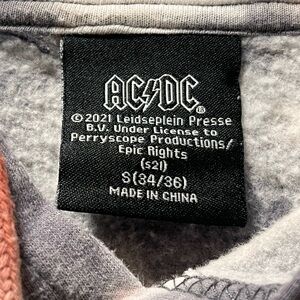 AC⚡DC®
©2021 Leidseplein Presse
B.V. Under License to
Perryscope Productions/
Epic Rights
(s21)
S(34/36)
MADE IN CHINA